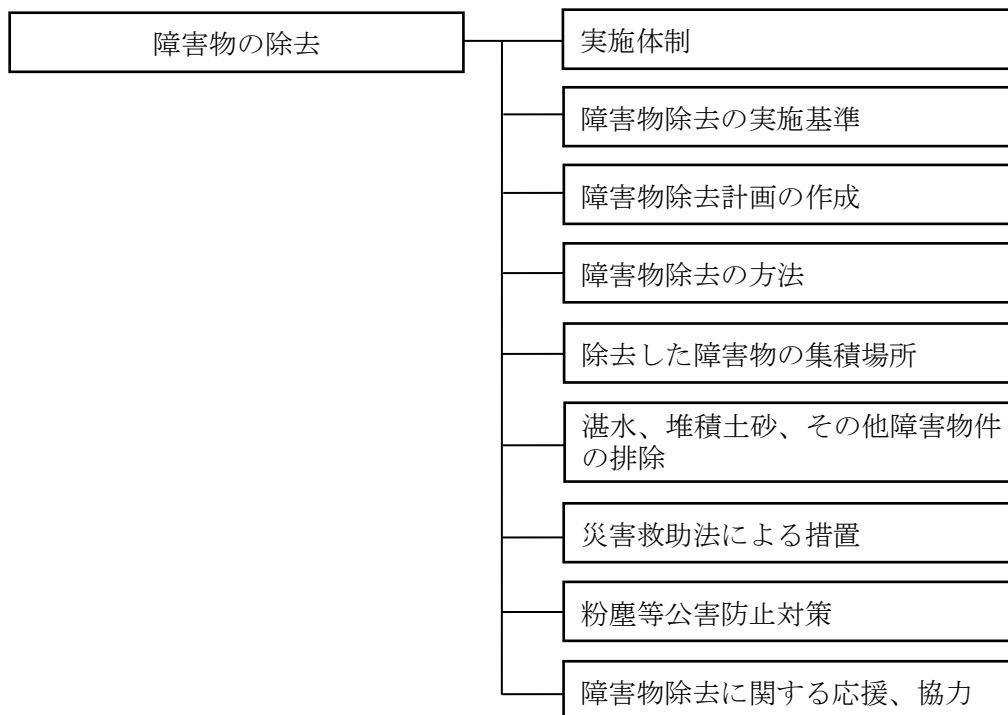 障害物の除去
実施体制
障害物除去の実施基準
障害物除去計画の作成
障害物除去の方法
除去した障害物の集積場所
湛水、堆積土砂、その他障害物件
の排除
災害救助法による措置
粉塵等公害防止対策
障害物除去に関する応援、協力